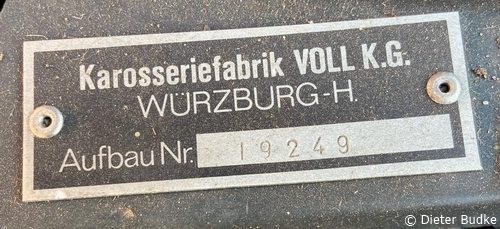 Karosseriefabrik VOLL K.G.
WÜRZBURG-H.
Aufbau Nr. 19249
© Dieter Budke